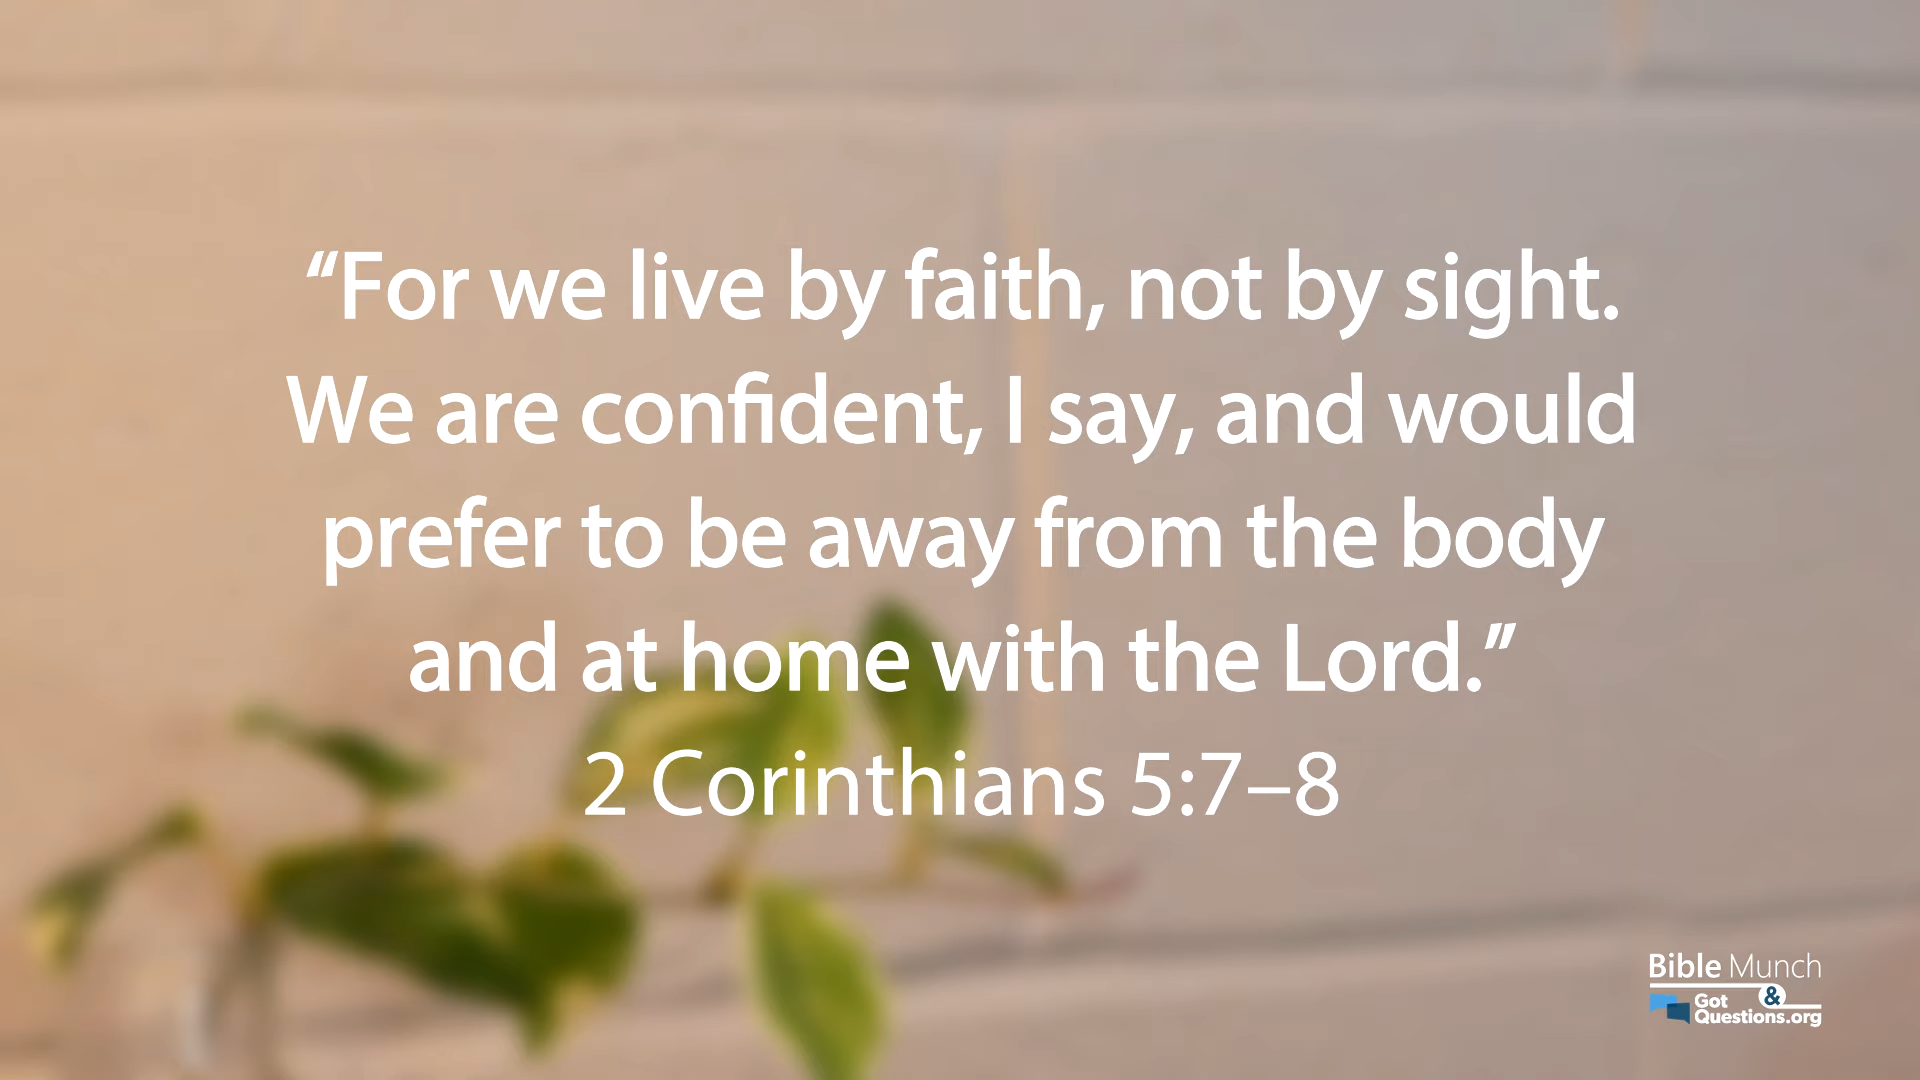 “For we live by faith, not by sight.
We are confident, I say, and would
prefer to be away from the body
and at home with the Lord.”
2 Corinthians 5:7–8
Bible Munch
&
Got
Questions.org